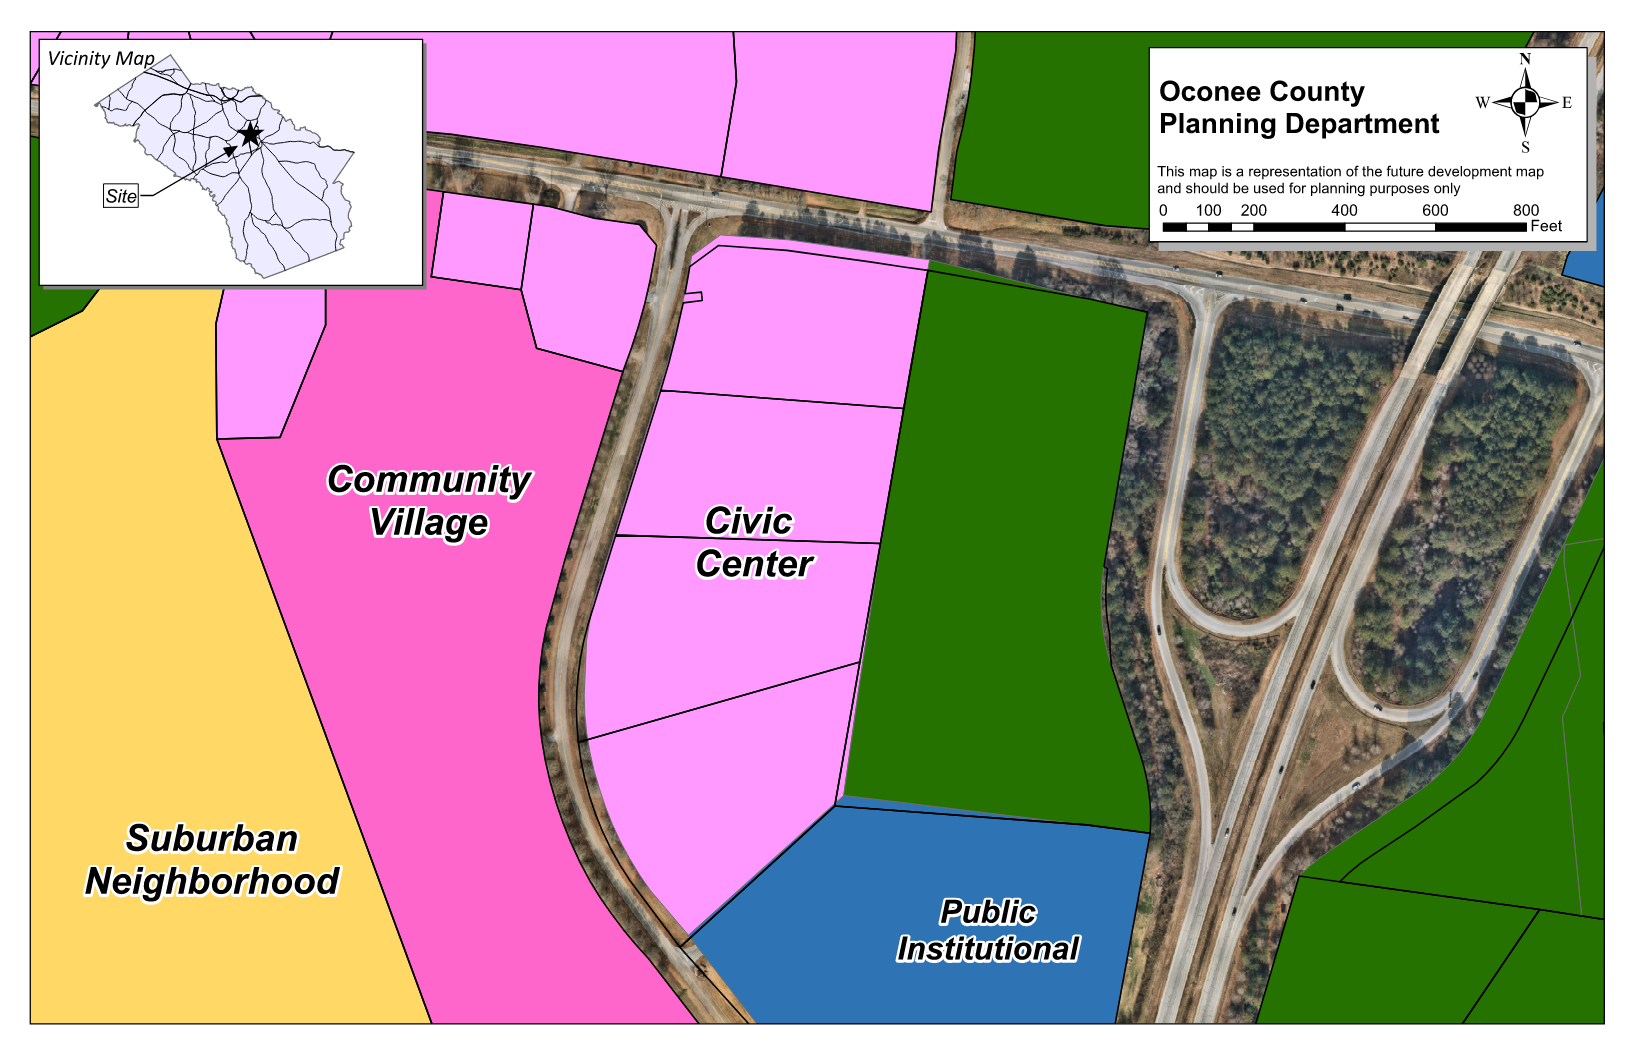 Vicinity Map
Site
Oconee County
Planning Department
N
W
E
S
This map is a representation of the future development map
and should be used for planning purposes only
0 100 200 400 600 800
Feet
Community
Village
Civic
Center
Suburban
Neighborhood
Public
Institutional